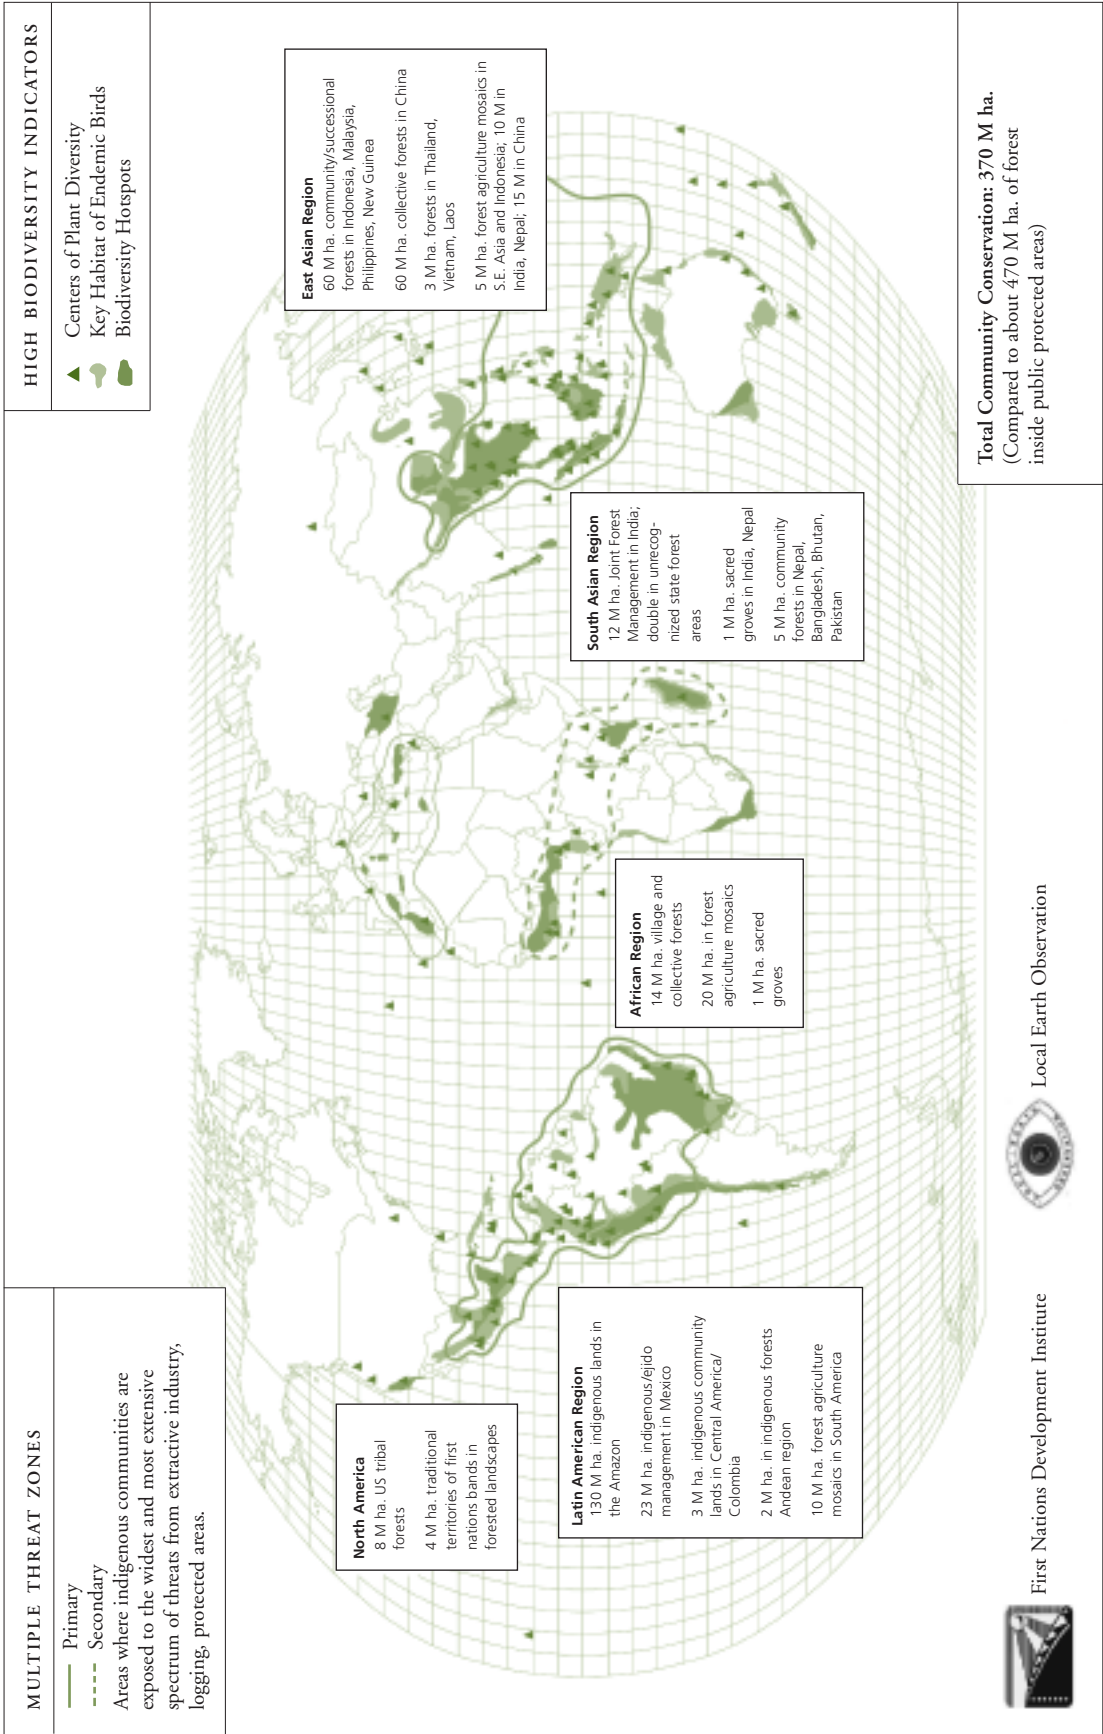 MULTIPLE THREAT ZONES
Primary
Secondary
Areas where indigenous communities are
exposed to the widest and most extensive
spectrum of threats from extractive industry,
logging, protected areas.
HIGH BIODIVERSITY INDICATORS
Centers of Plant Diversity
Key Habitat of Endemic Birds
Biodiversity Hotspots
North America
8 M ha. US tribal
forests
4 M ha. traditional
territories of first
nations bands in
forested landscapes
Latin American Region
130 M ha. indigenous lands in
the Amazon
23 M ha. indigenous/ejido
management in Mexico
3 M ha. indigenous community
lands in Central America/
Colombia
2 M ha. in indigenous forests
Andean region
10 M ha. forest agriculture
mosaics in South America
African Region
14 M ha. village and
collective forests
20 M ha. in forest
agriculture mosaics
1 M ha. sacred
groves
South Asian Region
12 M ha. Joint Forest
Management in India;
double in unrecog-
nized state forest
areas
1 M ha. sacred
groves in India, Nepal
5 M ha. community
forests in Nepal,
Bangladesh, Bhutan,
Pakistan
East Asian Region
60 M ha. community/successional
forests in Indonesia, Malaysia,
Philippines, New Guinea
60 M ha. collective forests in China
3 M ha. forests in Thailand,
Vietnam, Laos
5 M ha. forest agriculture mosaics in
S.E. Asia and Indonesia; 10 M in
India, Nepal; 15 M in China
Total Community Conservation: 370 M ha.
(Compared to about 470 M ha. of forest
inside public protected areas)
First Nations Development Institute
Local Earth Observation